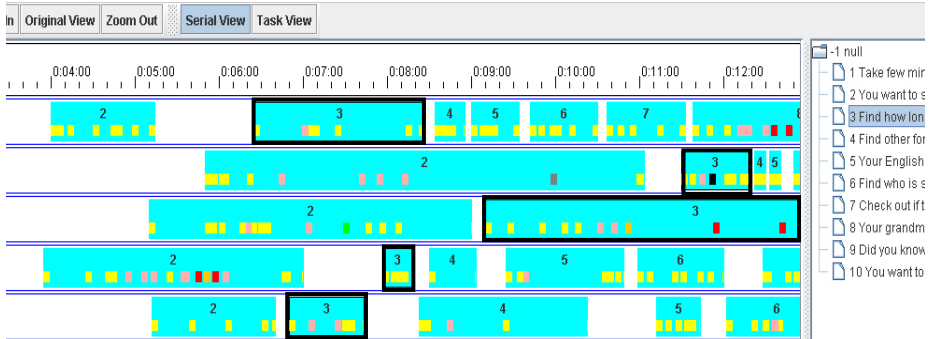 In Original View Zoom Out Serial View Task View
0:04:00 0:05:00 0:06:00 0:07:00 0:08:00 0:09:00 0:10:00 0:11:00 0:12:00
2 3 4 5 6 7 8
2 3 4 5
2 3
2 3 4 5 6
2 3 4 5 6
-1 null
1 Take few min
2 You want to s
3 Find how lon
4 Find other for
5 Your English
6 Find who is s
7 Check out if t
8 Your grandm
9 Did you know
10 You want to